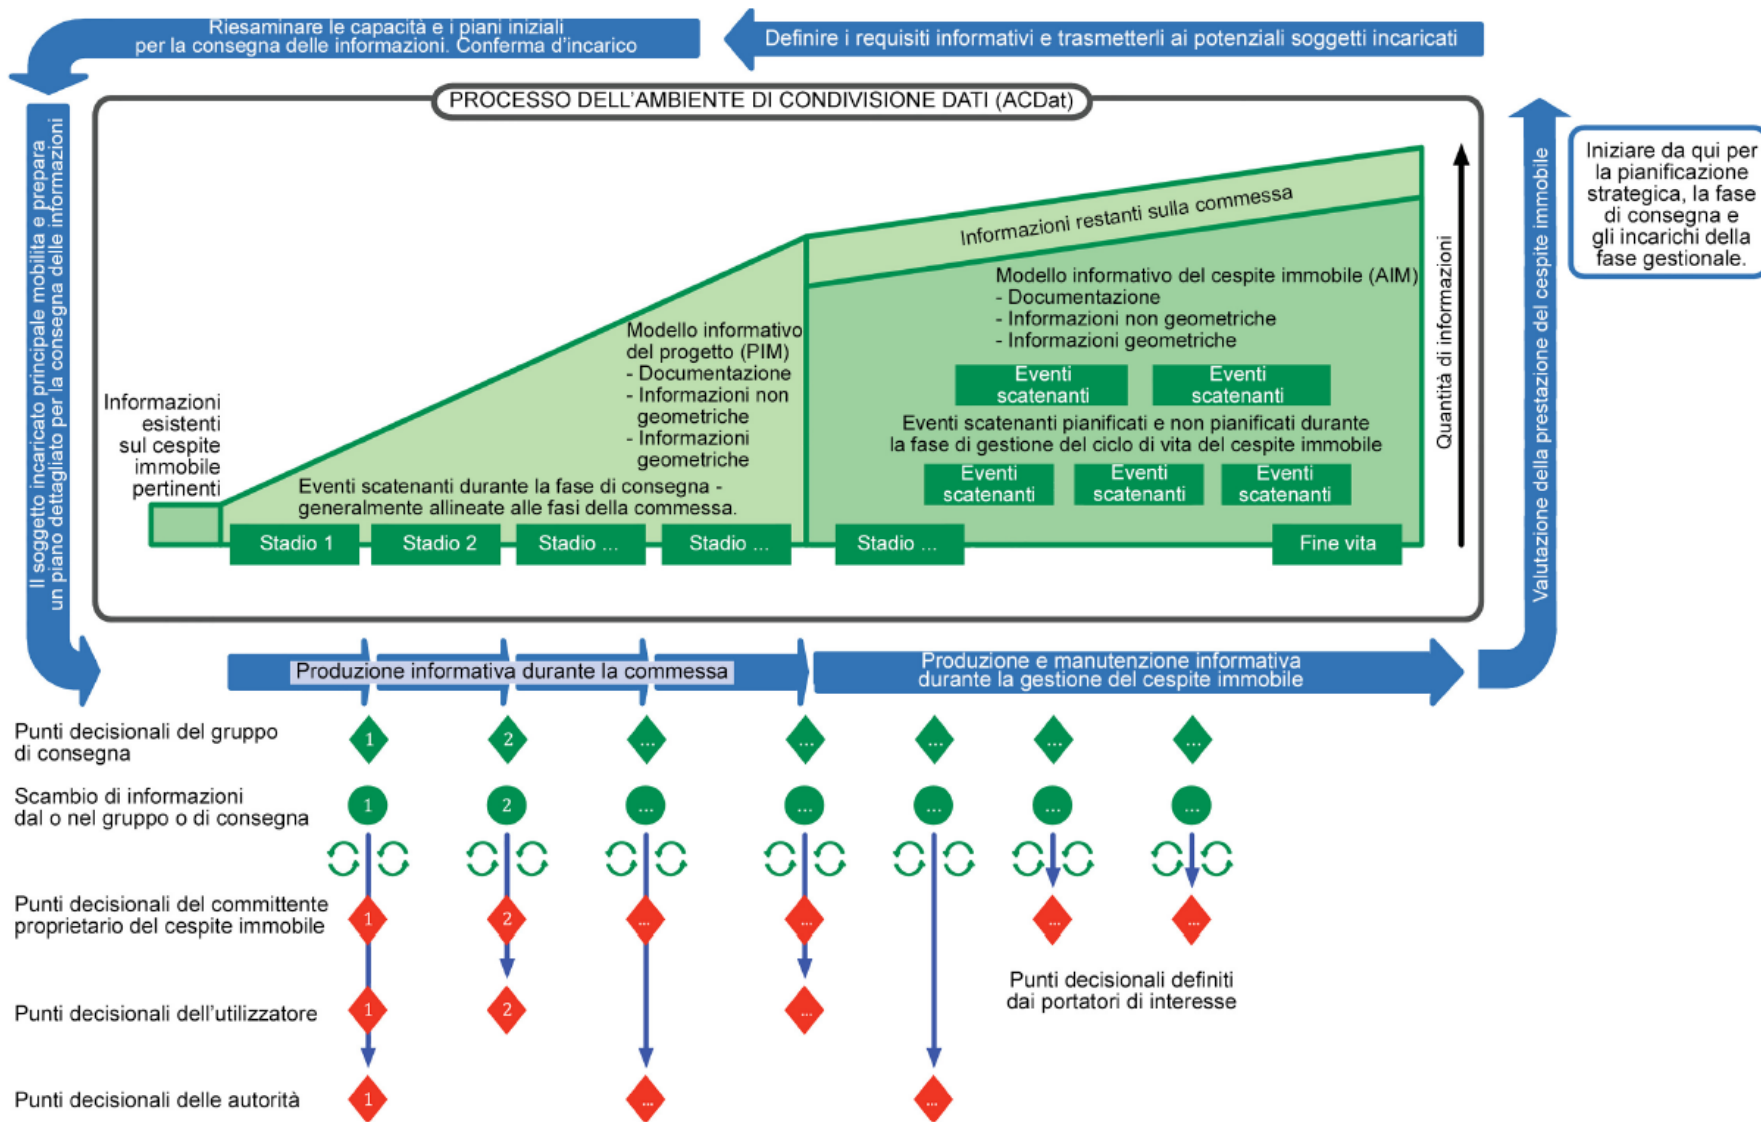 Riesaminare le capacità e i piani iniziali
per la consegna delle informazioni. Conferma d'incarico
Definire i requisiti informativi e trasmetterli ai potenziali soggetti incaricati
Il soggetto incaricato principale mobilita e prepara
un piano dettagliato per la consegna delle informazioni
PROCESSO DELL'AMBIENTE DI CONDIVISIONE DATI (ACDat)
Valutazione della prestazione del cespite immobile
Iniziare da qui per
la pianificazione
strategica, la fase
di consegna e
gli incarichi della
fase gestionale.
Quantità di informazioni
Informazioni restanti sulla commessa
Modello informativo del cespite immobile (AIM)
- Documentazione
- Informazioni non geometriche
- Informazioni geometriche
Modello informativo
del progetto (PIM)
- Documentazione
- Informazioni non
geometriche
- Informazioni
geometriche
Informazioni
esistenti
sul cespite
immobile
pertinenti
Eventi
scatenanti
Eventi
scatenanti
Eventi scatenanti pianificati e non pianificati durante
la fase di gestione del ciclo di vita del cespite immobile
Eventi
scatenanti
Eventi
scatenanti
Eventi
scatenanti
Eventi scatenanti durante la fase di consegna -
generalmente allineate alle fasi della commessa.
Stadio 1
Stadio 2
Stadio ...
Stadio ...
Stadio ...
Fine vita
Produzione informativa durante la commessa
Produzione e manutenzione informativa
durante la gestione del cespite immobile
Punti decisionali del gruppo
di consegna
1
2
...
...
...
...
...
Scambio di informazioni
dal o nel gruppo o di consegna
1
2
...
...
...
...
...
Punti decisionali del committente
proprietario del cespite immobile
1
2
...
...
...
...
Punti decisionali definiti
dai portatori di interesse
Punti decisionali dell'utilizzatore
1
2
...
Punti decisionali delle autorità
1
...
...